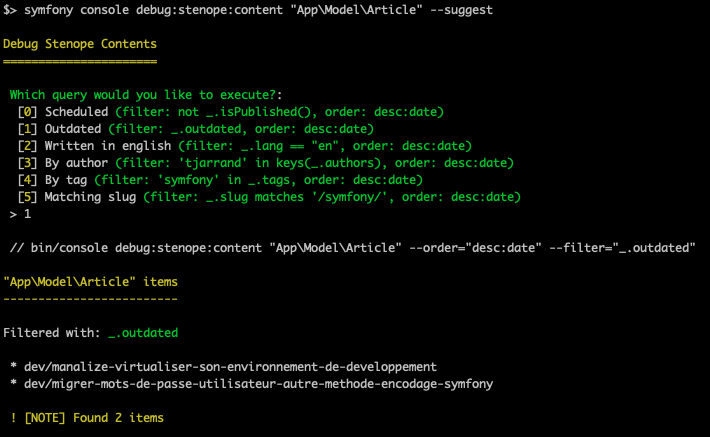 $> symfony console debug:stenope:content "App\Model\Article" --suggest
Debug Stenope Contents
======================
Which query would you like to execute?:
[0] Scheduled (filter: not _.isPublished(), order: desc:date)
[1] Outdated (filter: _.outdated, order: desc:date)
[2] Written in english (filter: _.lang == "en", order: desc:date)
[3] By author (filter: 'tjarrand' in keys(_.authors), order: desc:date)
[4] By tag (filter: 'symfony' in _.tags, order: desc:date)
[5] Matching slug (filter: _.slug matches '/symfony/', order: desc:date)
> 1
// bin/console debug:stenope:content "App\Model\Article" --order="desc:date" --filter="_.outdated"
"App\Model\Article" items
-------------------------
Filtered with: _.outdated
* dev/manalize-virtualiser-son-environnement-de-developpement
* dev/migrer-mots-de-passe-utilisateur-autre-methode-encodage-symfony
! [NOTE] Found 2 items